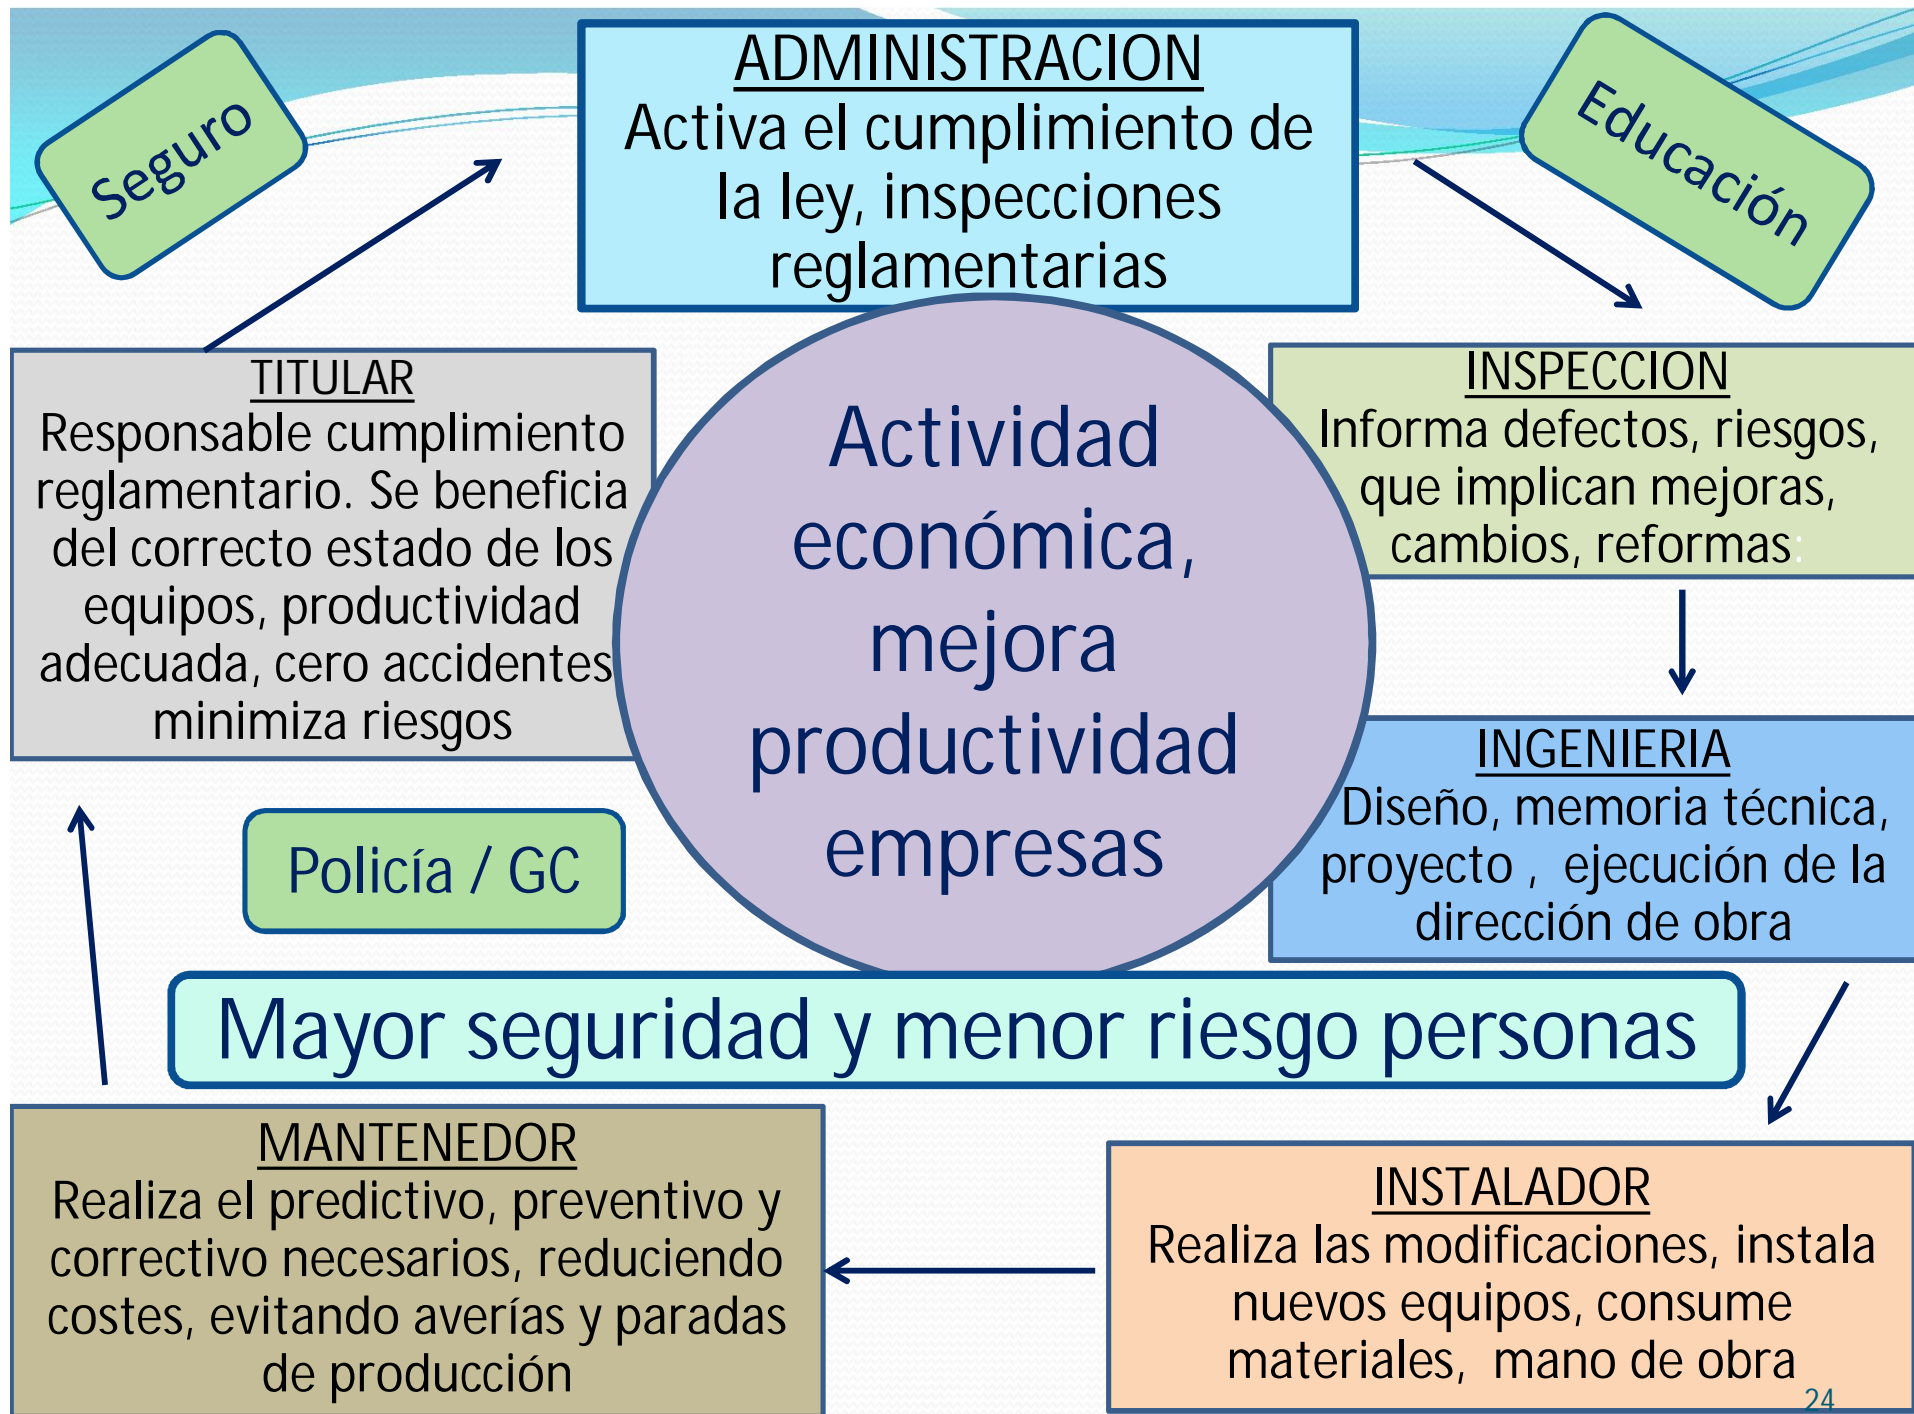 Seguro
ADMINISTRACION
Activa el cumplimiento de
la ley, inspecciones
reglamentarias
Educación
TITULAR
Responsable cumplimiento
reglamentario. Se beneficia
del correcto estado de los
equipos, productividad
adecuada, cero accidentes
minimiza riesgos
Actividad
económica,
mejora
productividad
empresas
INSPECCION
Informa defectos, riesgos,
que implican mejoras,
cambios, reformas:
INGENIERIA
Diseño, memoria técnica,
proyecto , ejecución de la
dirección de obra
Policía / GC
Mayor seguridad y menor riesgo personas
MANTENEDOR
Realiza el predictivo, preventivo y
correctivo necesarios, reduciendo
costes, evitando averías y paradas
de producción
INSTALADOR
Realiza las modificaciones, instala
nuevos equipos, consume
materiales, mano de obra
24